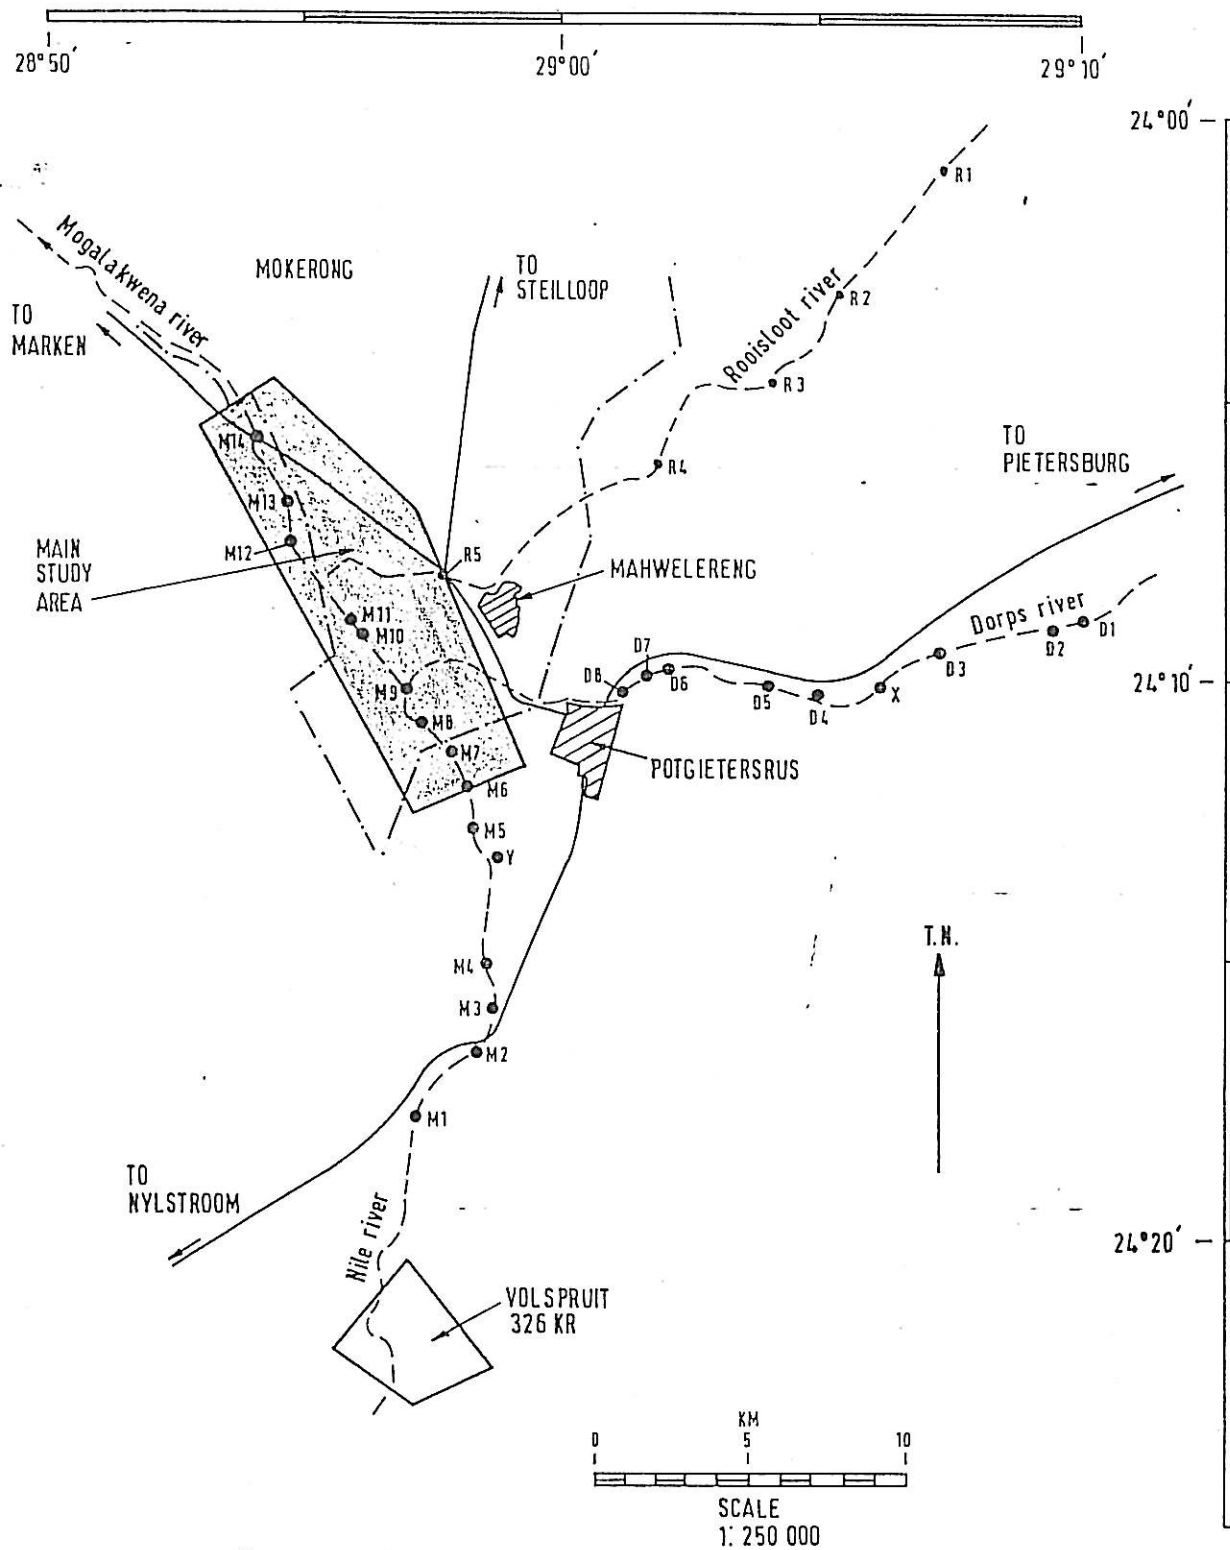 28°50′
29°00′
29°10′
24°00′
R1
Mogalakwena river
MOKERONG
TO
STEILLOOP
Rooisloot river
R2
TO
MARKEN
R3
M14
TO
PIETERSBURG
R4
M13
MAIN
STUDY
AREA
M12
R5
MAHWELERENG
M11
M10
Dorps river
D1
D2
D3
D7
D8
D6
D5
D4
X
24°10′
M9
M8
M7
POTGIETERSRUS
M6
M5
Y
T.N.
M4
M3
M2
M1
TO
NYLSTROOM
Nile river
24°20′
VOLSPRUIT
326 KR
KM
0
5
10
SCALE
1: 250 000